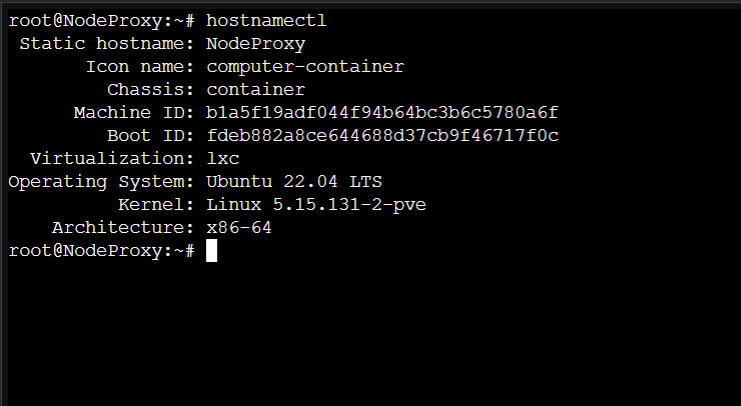 root@NodeProxy:~# hostnamectl
Static hostname: NodeProxy
Icon name: computer-container
Chassis: container
Machine ID: b1a5f19adf044f94b64bc3b6c5780a6f
Boot ID: fdeb882a8ce644688d37cb9f46717f0c
Virtualization: lxc
Operating System: Ubuntu 22.04 LTS
Kernel: Linux 5.15.131-2-pve
Architecture: x86-64
root@NodeProxy:~#